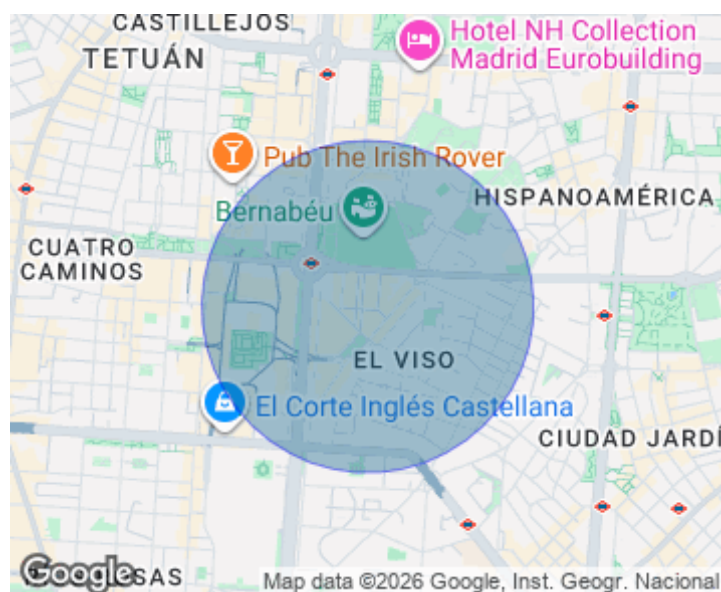 CASTILLEJOS
TETUÁN
Hotel NH Collection
Madrid Eurobuilding
Pub The Irish Rover
Bernabéu
HISPANOAMÉRICA
CUATRO
CAMINOS
EL VISO
El Corte Inglés Castellana
CIUDAD JARDÍ
Google
OSAS
Map data ©2026 Google, Inst. Geogr. Nacional